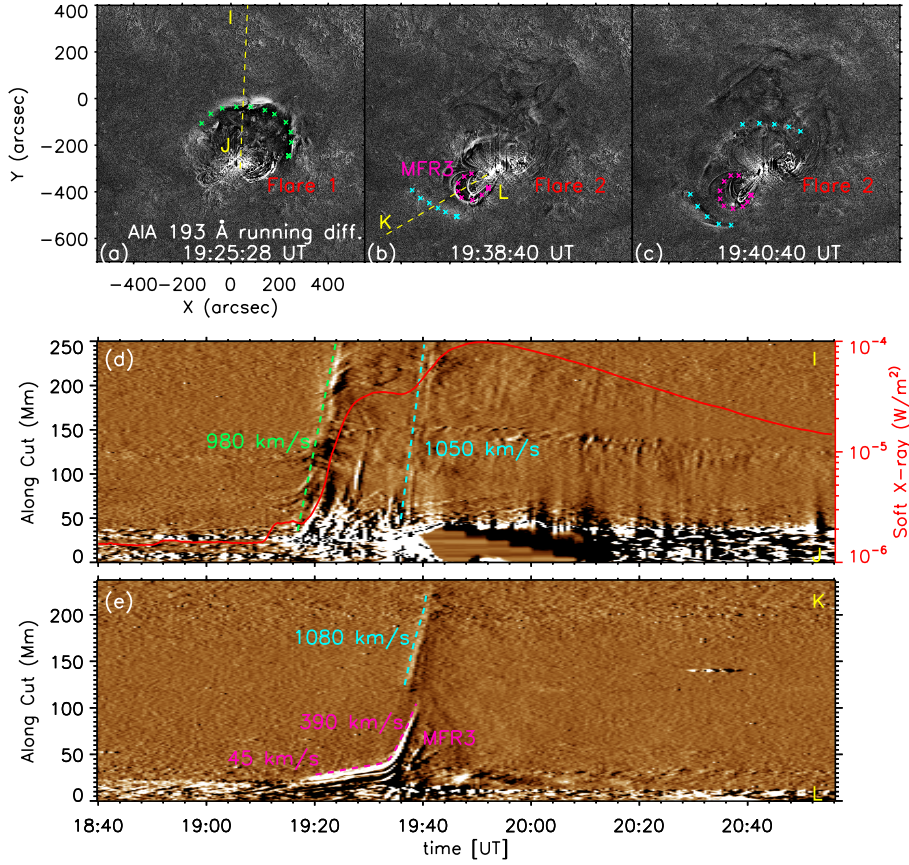 400
200
0
−200
−400
−600
Y (arcsec)
I
J
Flare 1
AIA 193 Å running diff.
(a) 19:25:28 UT
MFR3
K
L
Flare 2
(b) 19:38:40 UT
Flare 2
(c) 19:40:40 UT
−400−200 0 200 400
X (arcsec)
(d)
I
J
250
200
150
100
50
0
Along Cut (Mm)
980 km/s
1050 km/s
10⁻⁴
10⁻⁵
10⁻⁶
Soft X−ray (W/m²)
(e)
K
L
200
150
100
50
0
Along Cut (Mm)
1080 km/s
390 km/s
45 km/s
MFR3
18:40 19:00 19:20 19:40 20:00 20:20 20:40
time [UT]